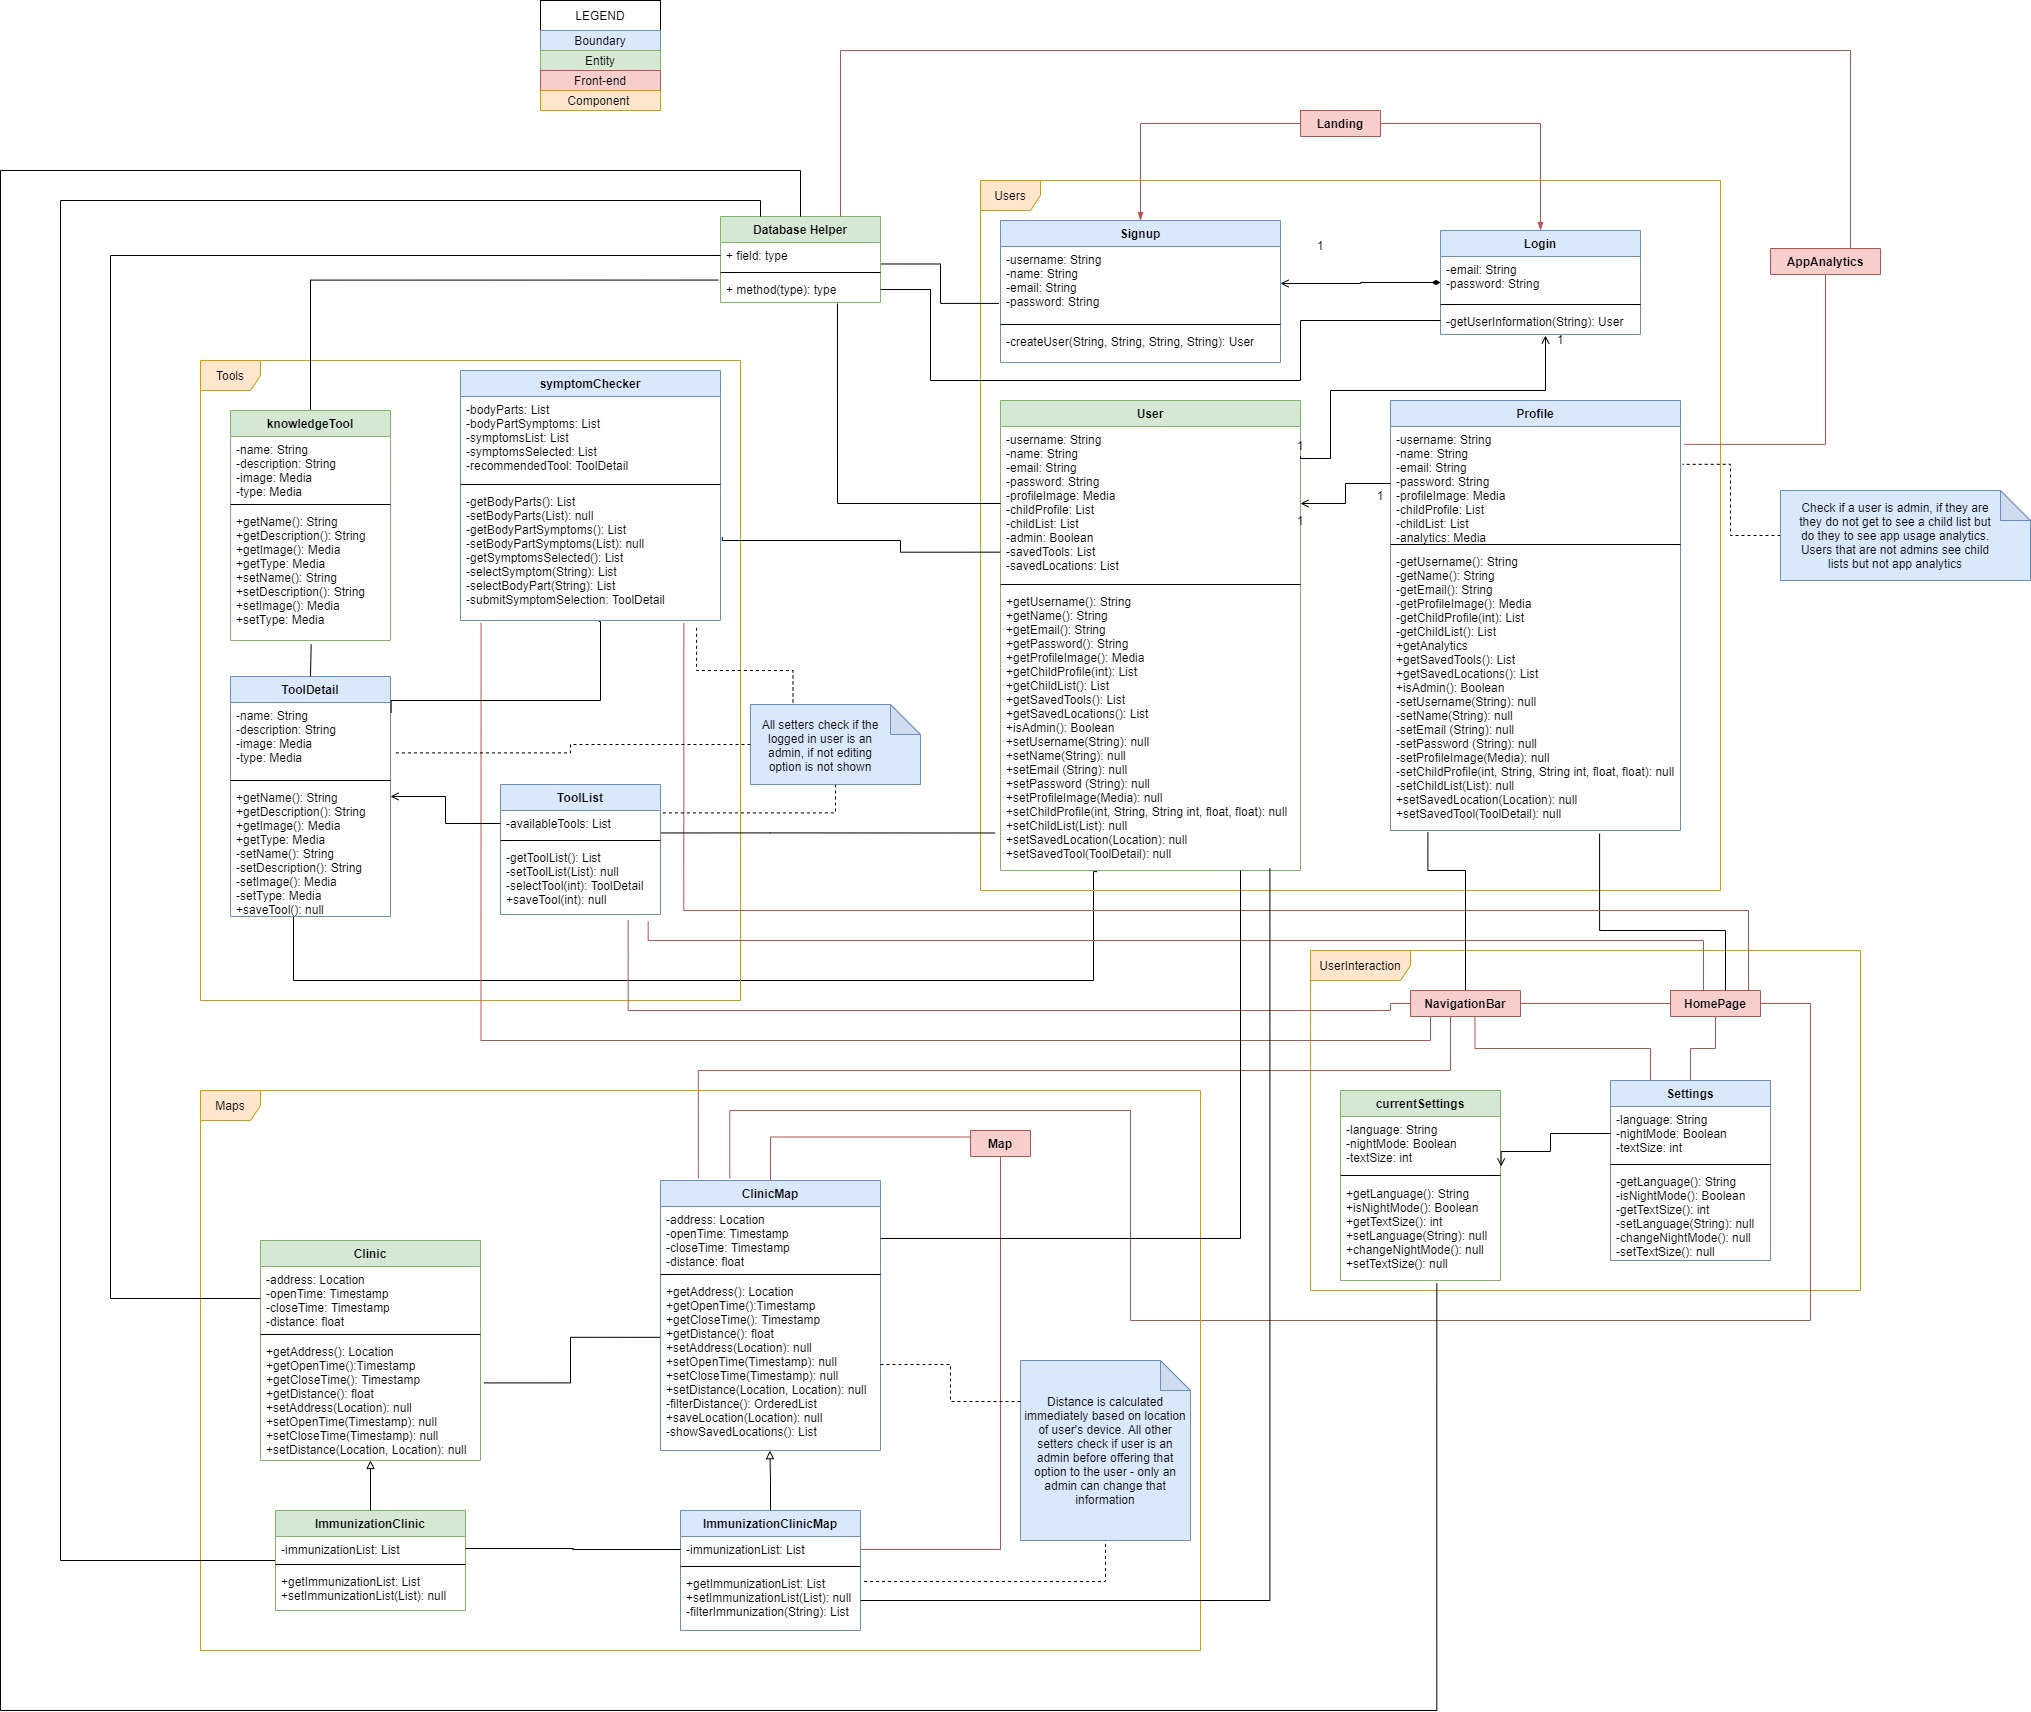 LEGEND
Boundary
Entity
Front-end
Component
Landing
Users
Database Helper
+ field: type
+ method(type): type
Signup
-username: String
-name: String
-email: String
-password: String
-createUser(String, String, String, String): User
1
Login
-email: String
-password: String
-getUserInformation(String): User
1
AppAnalytics
Tools
knowledgeTool
-name: String
-description: String
-image: Media
-type: Media
+getName(): String
+getDescription(): String
+getImage(): Media
+getType: Media
+setName(): String
+setDescription(): String
+setImage(): Media
+setType: Media
symptomChecker
-bodyParts: List
-bodyPartSymptoms: List
-symptomsList: List
-symptomsSelected: List
-recommendedTool: ToolDetail
-getBodyParts(): List
-setBodyParts(List): null
-getBodyPartSymptoms(): List
-setBodyPartSymptoms(List): null
-getSymptomsSelected(): List
-selectSymptom(String): List
-selectBodyPart(String): List
-submitSymptomSelection: ToolDetail
User
-username: String
-name: String
-email: String
-password: String
-profileImage: Media
-childProfile: List
-childList: List
-admin: Boolean
-savedTools: List
-savedLocations: List
+getUsername(): String
+getName(): String
+getEmail(): String
+getPassword(): String
+getProfileImage(): Media
+getChildProfile(int): List
+getChildList(): List
+getSavedTools(): List
+getSavedLocations(): List
+isAdmin(): Boolean
+setUsername(String): null
+setName(String): null
+setEmail (String): null
+setPassword (String): null
+setProfileImage(Media): null
+setChildProfile(int, String, String int, float, float): null
+setChildList(List): null
+setSavedLocation(Location): null
+setSavedTool(ToolDetail): null
1
1
1
Profile
-username: String
-name: String
-email: String
-password: String
-profileImage: Media
-childProfile: List
-childList: List
-analytics: Media
-getUsername(): String
-getName(): String
-getEmail(): String
-getProfileImage(): Media
-getChildProfile(int): List
-getChildList(): List
+getAnalytics
+getSavedTools(): List
+getSavedLocations(): List
+isAdmin(): Boolean
-setUsername(String): null
-setName(String): null
-setEmail (String): null
-setPassword (String): null
-setProfileImage(Media): null
-setChildProfile(int, String, String int, float, float): null
-setChildList(List): null
+setSavedLocation(Location): null
+setSavedTool(ToolDetail): null
Check if a user is admin, if they are
they do not get to see a child list but
do they to see app usage analytics.
Users that are not admins see child
lists but not app analytics
ToolDetail
-name: String
-description: String
-image: Media
-type: Media
+getName(): String
+getDescription(): String
+getImage(): Media
+getType: Media
-setName(): String
-setDescription(): String
-setImage(): Media
-setType: Media
+saveTool(): null
All setters check if the
logged in user is an
admin, if not editing
option is not shown
ToolList
-availableTools: List
-getToolList(): List
-setToolList(List): null
-selectTool(int): ToolDetail
+saveTool(int): null
UserInteraction
NavigationBar
HomePage
currentSettings
-language: String
-nightMode: Boolean
-textSize: int
+getLanguage(): String
+isNightMode(): Boolean
+getTextSize(): int
+setLanguage(String): null
+changeNightMode(): null
+setTextSize(): null
Settings
-language: String
-nightMode: Boolean
-textSize: int
-getLanguage(): String
-isNightMode(): Boolean
-getTextSize(): int
-setLanguage(String): null
-changeNightMode(): null
-setTextSize(): null
Maps
Map
ClinicMap
-address: Location
-openTime: Timestamp
-closeTime: Timestamp
-distance: float
+getAddress(): Location
+getOpenTime():Timestamp
+getCloseTime(): Timestamp
+getDistance(): float
+setAddress(Location): null
+setOpenTime(Timestamp): null
+setCloseTime(Timestamp): null
+setDistance(Location, Location): null
-filterDistance(): OrderedList
+saveLocation(Location): null
-showSavedLocations(): List
Clinic
-address: Location
-openTime: Timestamp
-closeTime: Timestamp
-distance: float
+getAddress(): Location
+getOpenTime():Timestamp
+getCloseTime(): Timestamp
+getDistance(): float
+setAddress(Location): null
+setOpenTime(Timestamp): null
+setCloseTime(Timestamp): null
+setDistance(Location, Location): null
Distance is calculated
immediately based on location
of user's device. All other
setters check if user is an
admin before offering that
option to the user - only an
admin can change that
information
ImmunizationClinic
-immunizationList: List
+getImmunizationList: List
+setImmunizationList(List): null
ImmunizationClinicMap
-immunizationList: List
+getImmunizationList: List
+setImmunizationList(List): null
-filterImmunization(String): List